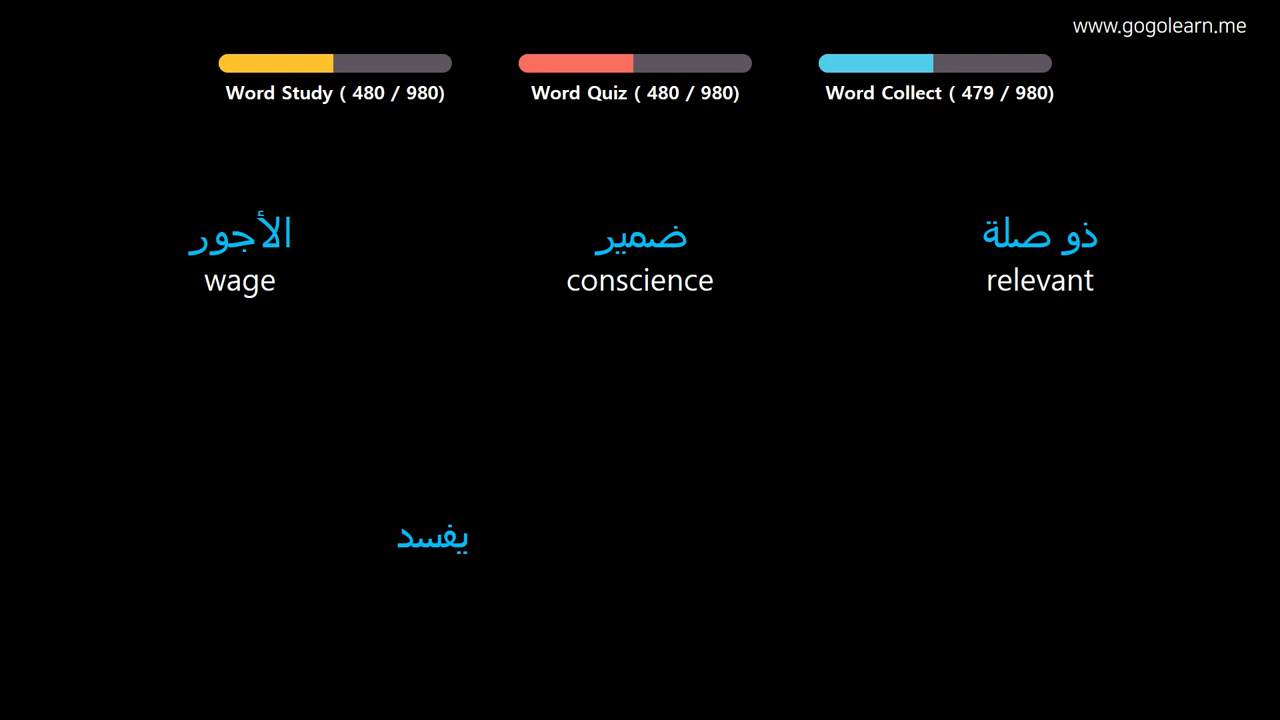 www.gogolearn.me
Word Study ( 480 / 980)
Word Quiz ( 480 / 980)
Word Collect ( 479 / 980)
الأجور
wage
ضمير
conscience
ذو صلة
relevant
يفسد